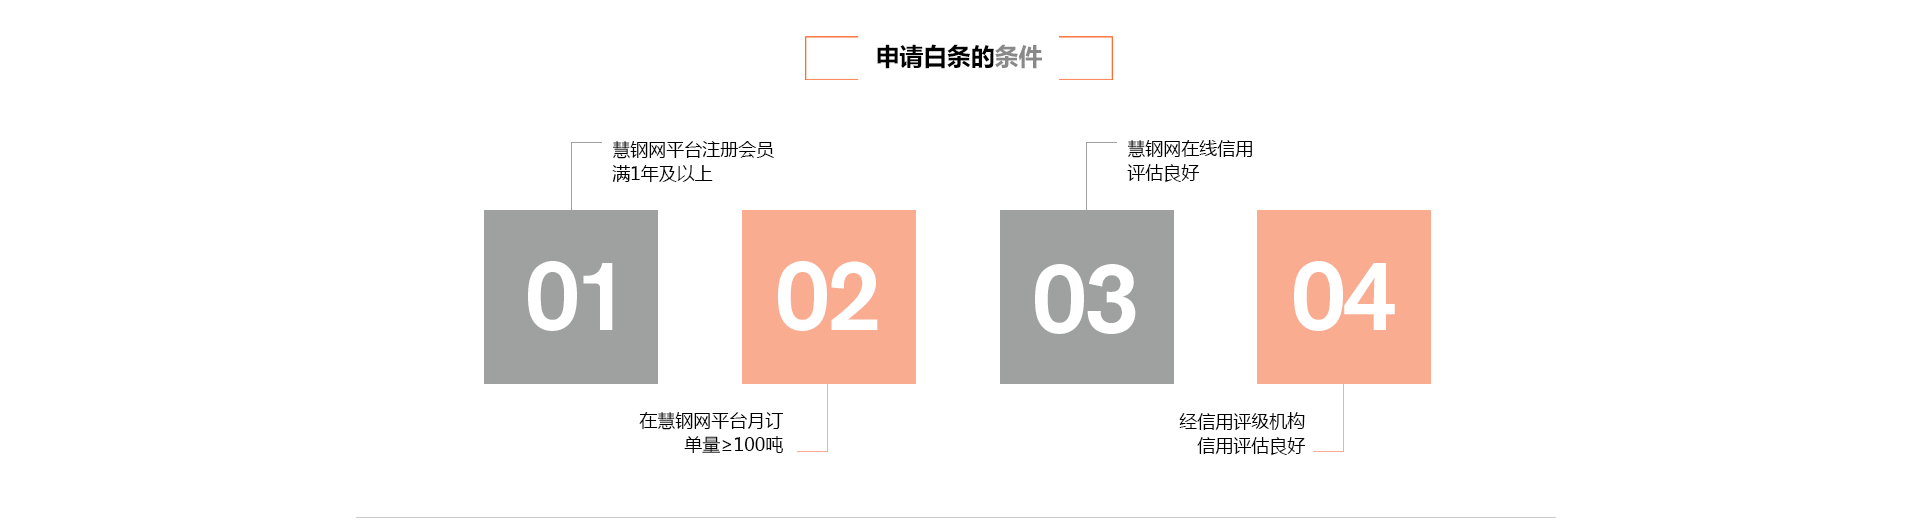 申请白条的条件
慧钢网平台注册会员
满1年及以上
慧钢网在线信用
评估良好
01
02
03
04
在慧钢网平台月订
单量≥100吨
经信用评级机构
信用评估良好